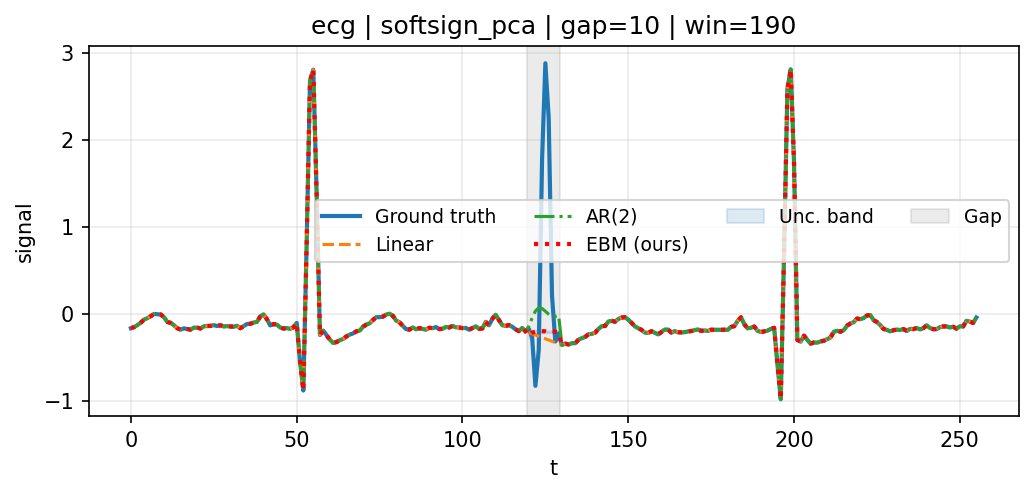 ecg | softsign_pca | gap=10 | win=190
3
2
1
0
−1
signal
Ground truth
Linear
AR(2)
EBM (ours)
Unc. band
Gap
0
50
100
150
200
250
t